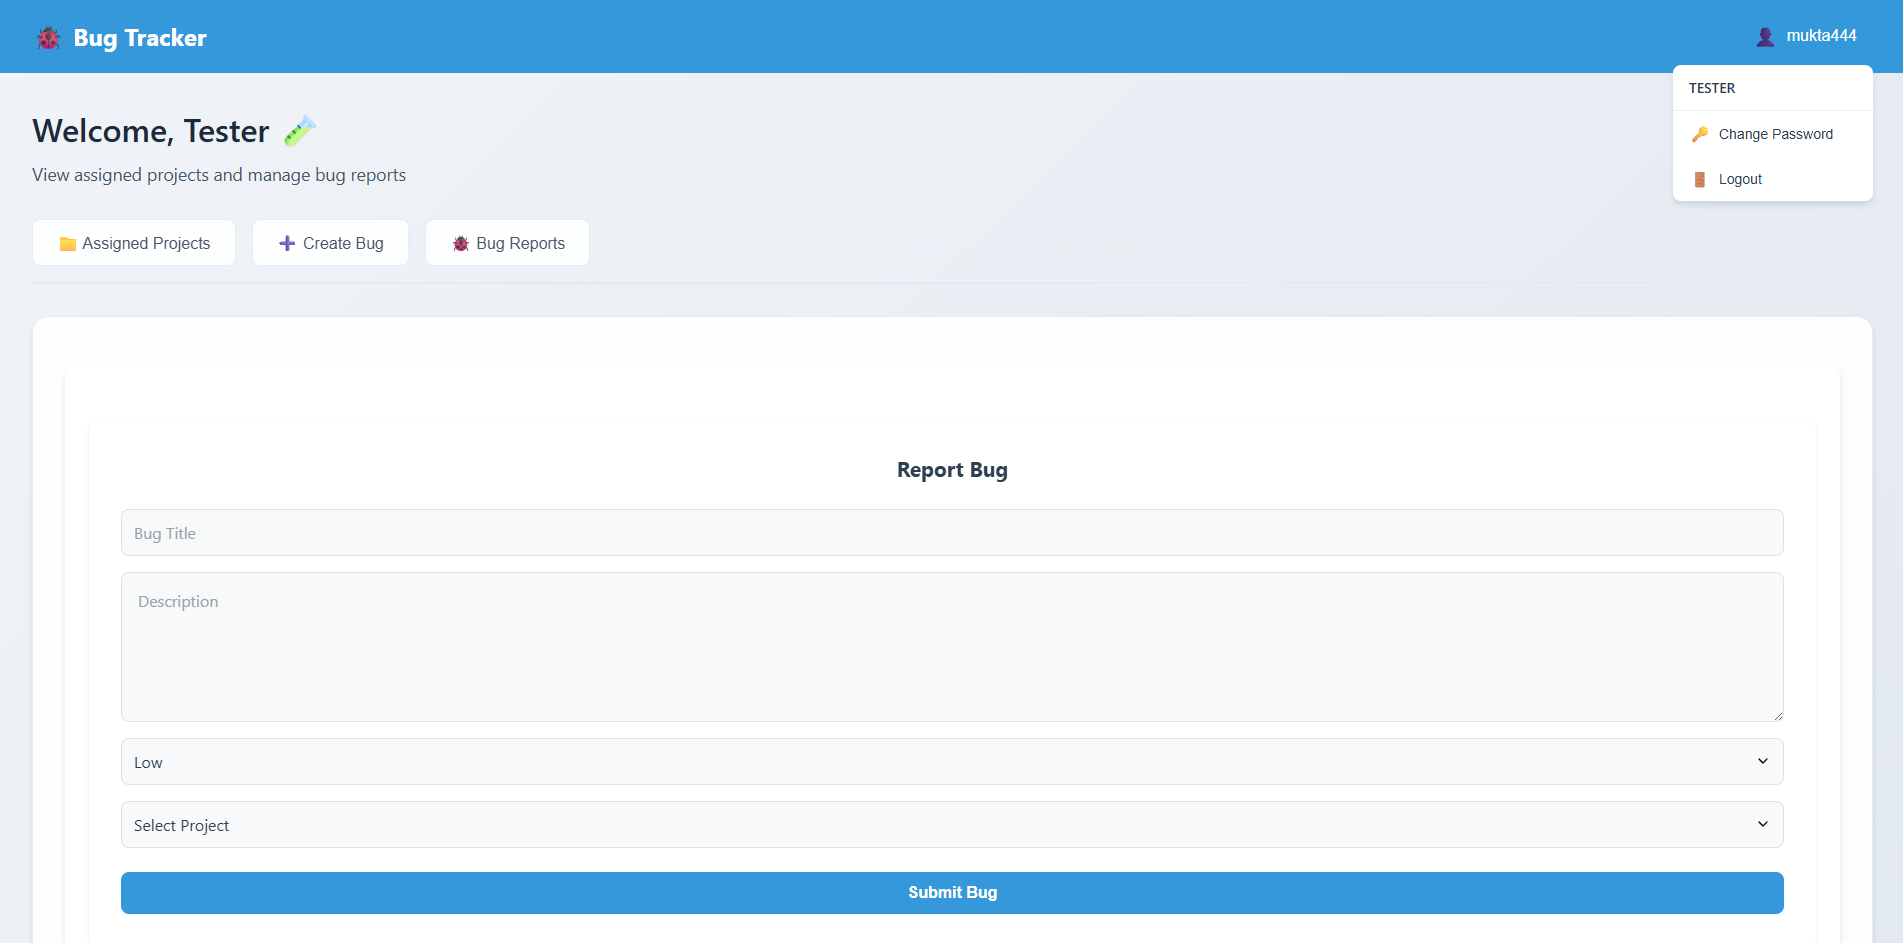 Bug Tracker
mukta444
TESTER
Change Password
Logout
Welcome, Tester
View assigned projects and manage bug reports
Assigned Projects
Create Bug
Bug Reports
Report Bug
Bug Title
Description
Low
Select Project
Submit Bug